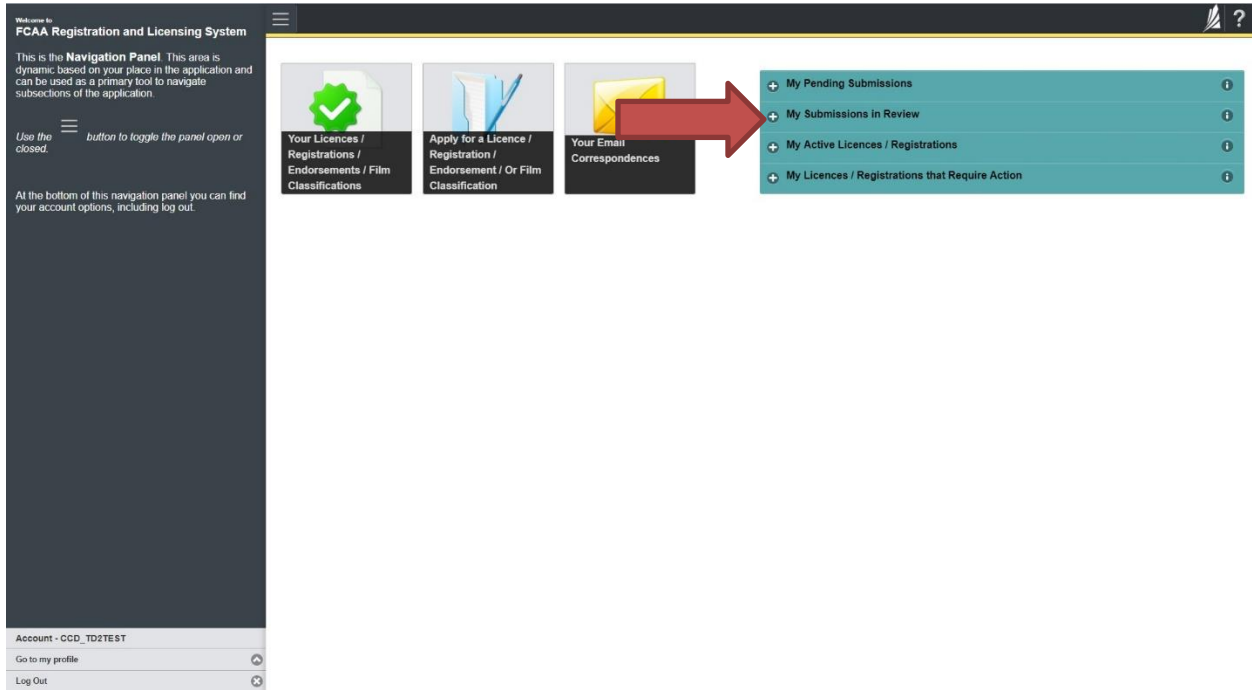 Welcome to
FCAA Registration and Licensing System
This is the Navigation Panel. This area is
dynamic based on your place in the application and
can be used as a primary tool to navigate
subsections of the application.
Use the button to toggle the panel open or
closed.
At the bottom of this navigation panel you can find
your account options, including log out.
Account - CCD_TD2TEST
Go to my profile
Log Out
?
Your Licences /
Registrations /
Endorsements / Film
Classifications
Apply for a Licence /
Registration /
Endorsement / Or Film
Classification
Your Email
Correspondences
My Pending Submissions
My Submissions in Review
My Active Licences / Registrations
My Licences / Registrations that Require Action